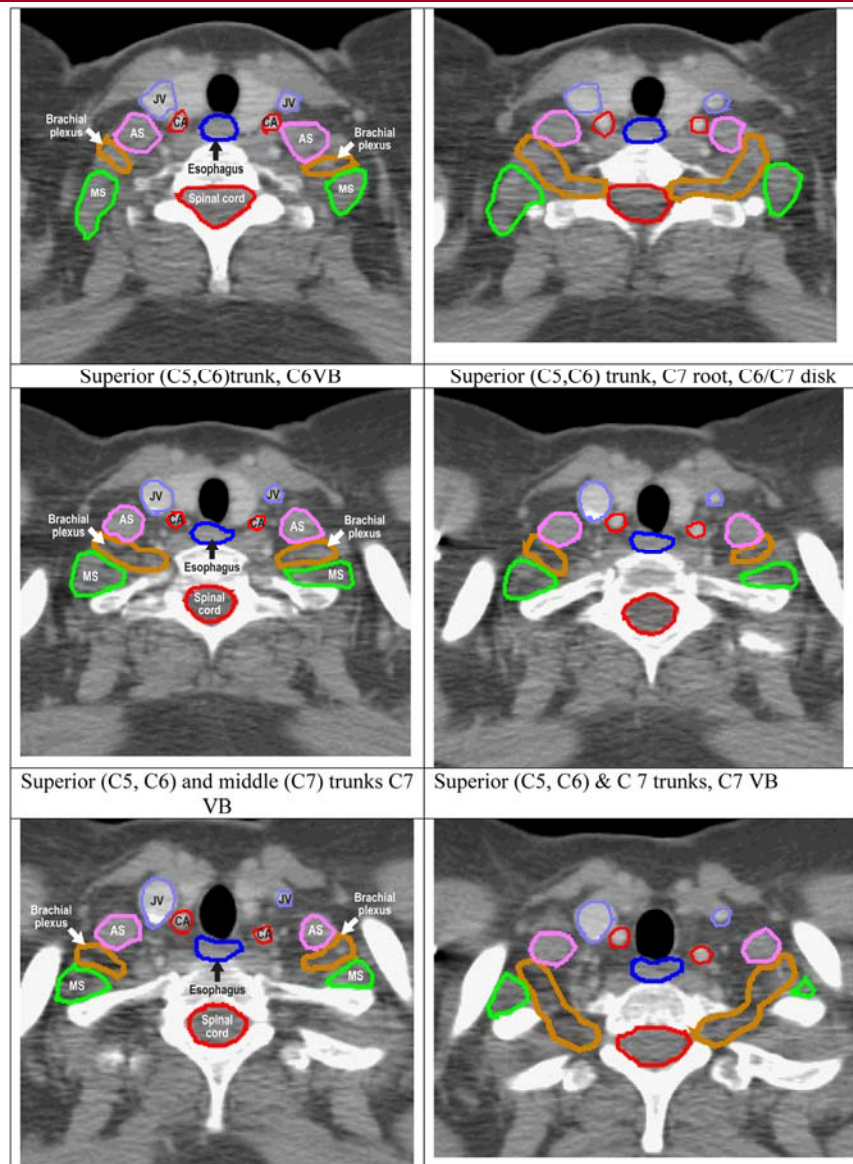 JV
JV
CA
CA
AS
AS
Brachial
plexus
Brachial
plexus
Esophagus
MS
MS
Spinal cord
Superior (C5,C6)trunk, C6VB
Superior (C5,C6) trunk, C7 root, C6/C7 disk
JV
JV
AS
CA
CA
AS
Brachial
plexus
Brachial
plexus
Esophagus
MS
MS
Spinal
cord
Superior (C5, C6) and middle (C7) trunks C7
VB
Superior (C5, C6) & C 7 trunks, C7 VB
JV
JV
CA
CA
AS
AS
Brachial
plexus
Brachial
plexus
MS
MS
Esophagus
Spinal
cord